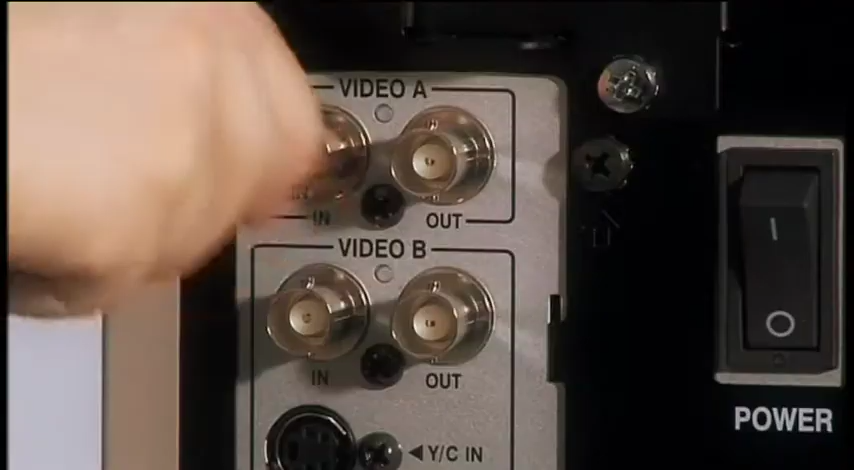 VIDEO A
IN
OUT
VIDEO B
IN
OUT
Y/C IN
POWER